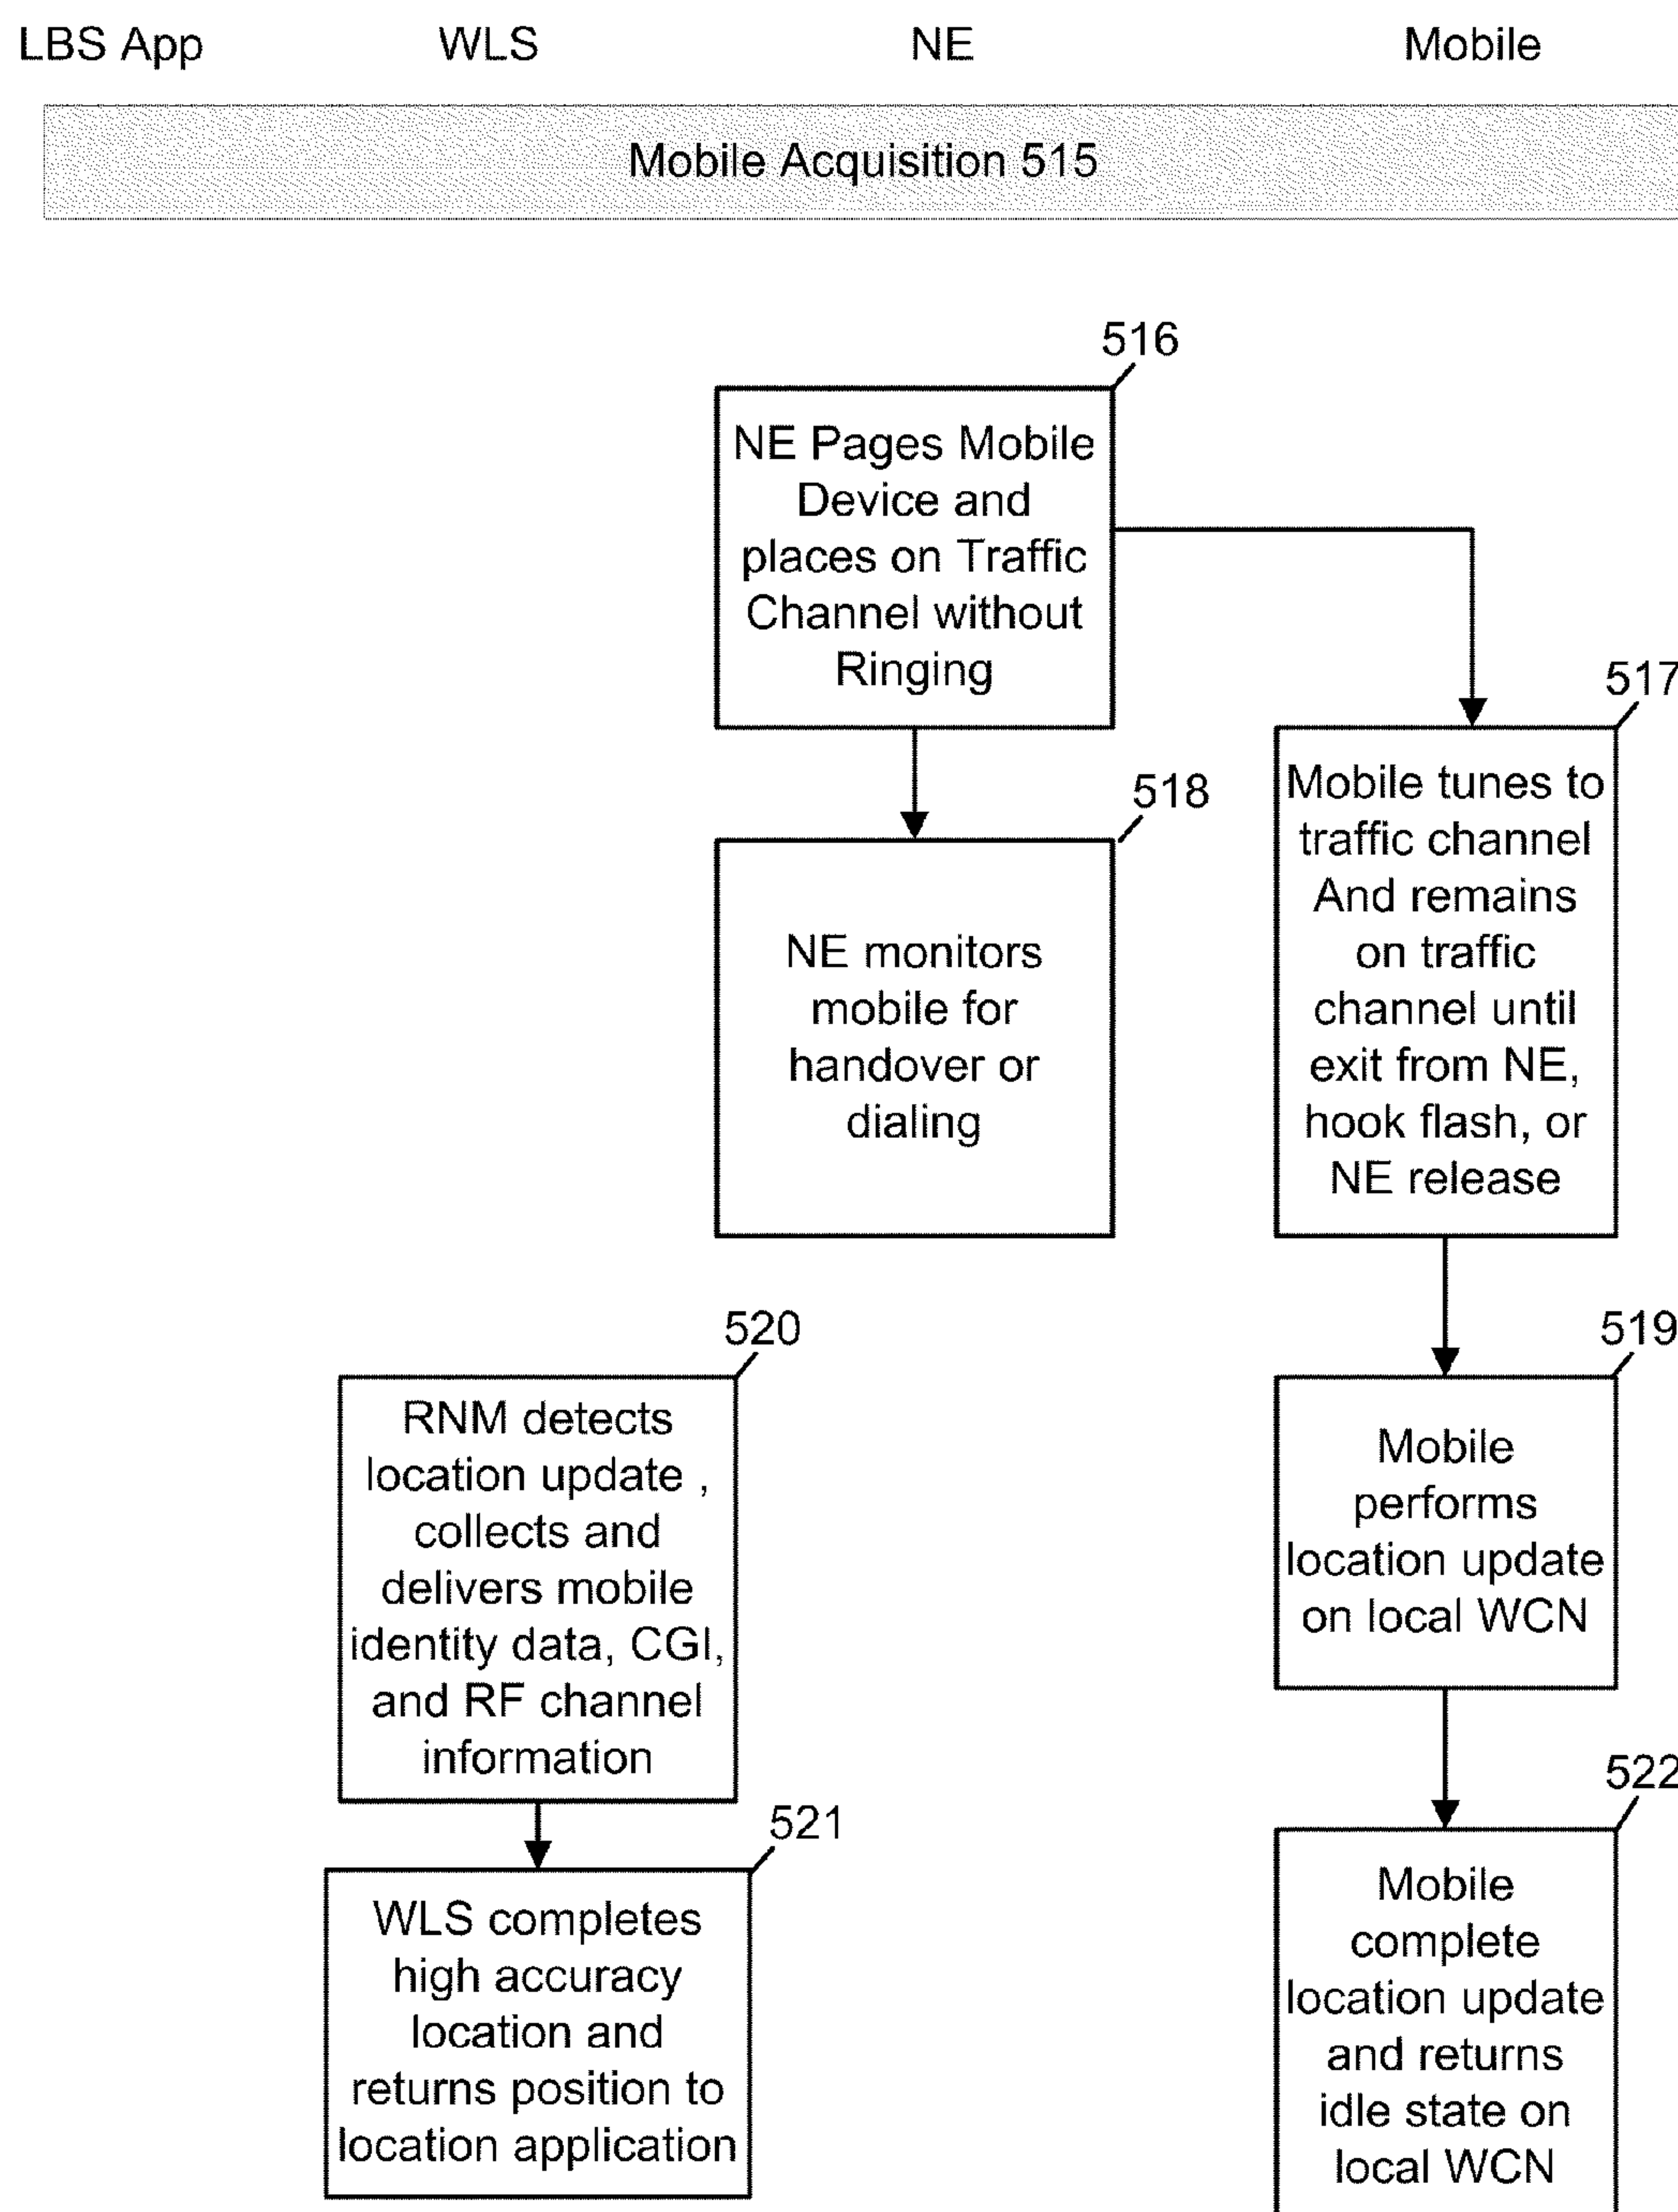 LBS App
WLS
NE
Mobile
Mobile Acquisition 515
516
NE Pages Mobile
Device and
places on Traffic
Channel without
Ringing
517
Mobile tunes to
traffic channel
And remains
on traffic
channel until
exit from NE,
hook flash, or
NE release
518
NE monitors
mobile for
handover or
dialing
519
Mobile
performs
location update
on local WCN
520
RNM detects
location update ,
collects and
delivers mobile
identity data, CGI,
and RF channel
information
521
WLS completes
high accuracy
location and
returns position to
location application
522
Mobile
complete
location update
and returns
idle state on
local WCN